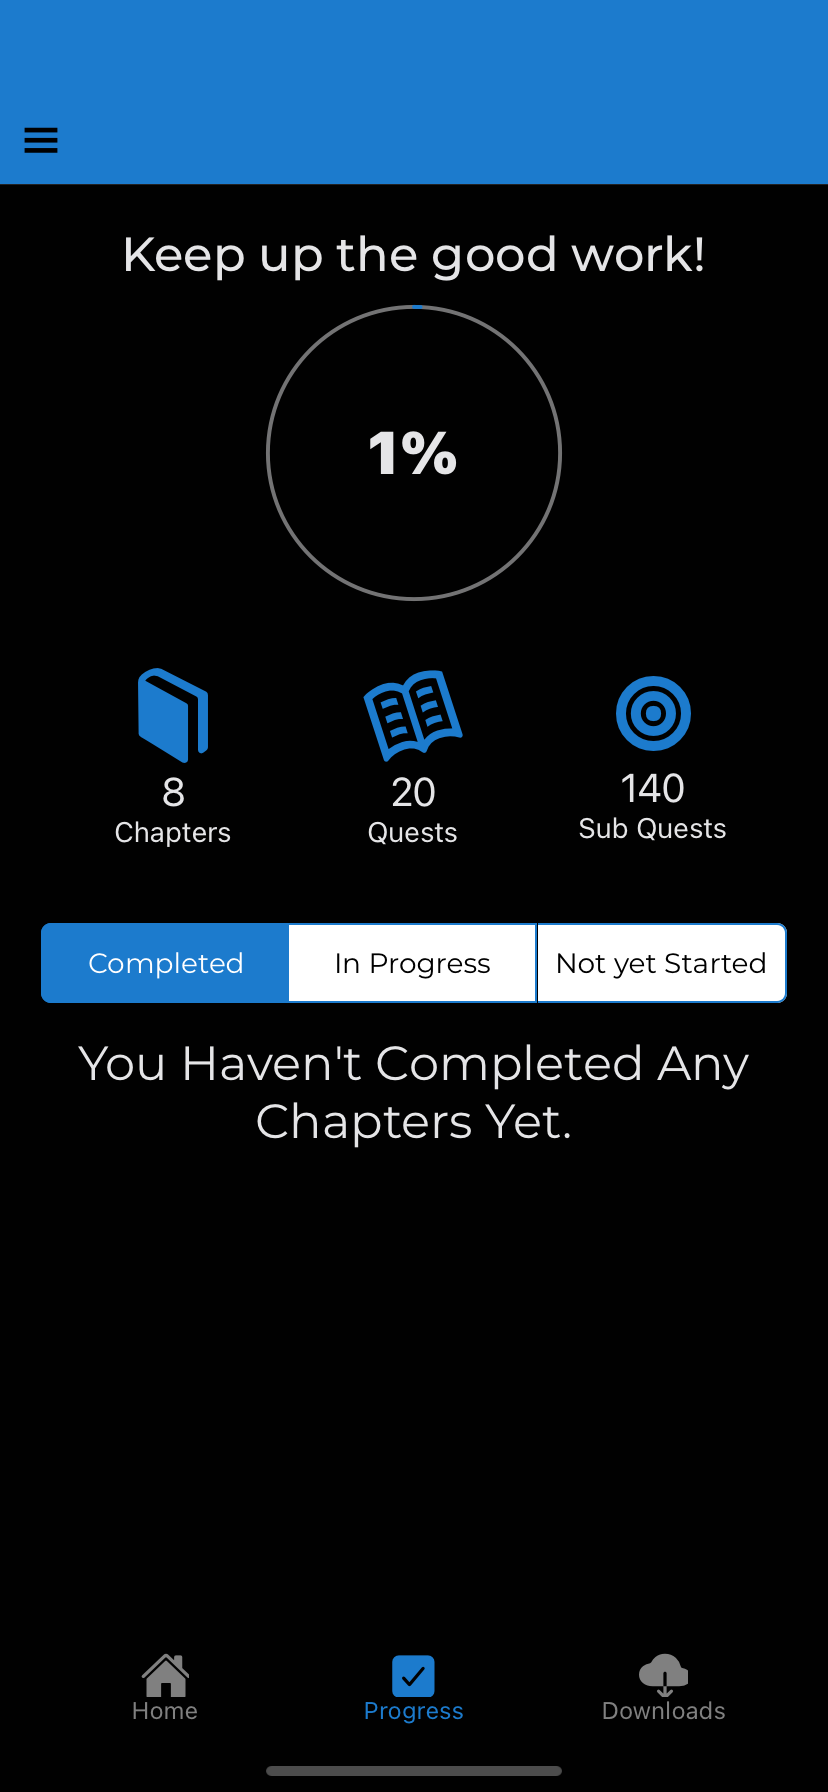 Keep up the good work!
1%
8
Chapters
20
Quests
140
Sub Quests
Completed
In Progress
Not yet Started
You Haven't Completed Any
Chapters Yet.
Home
Progress
Downloads